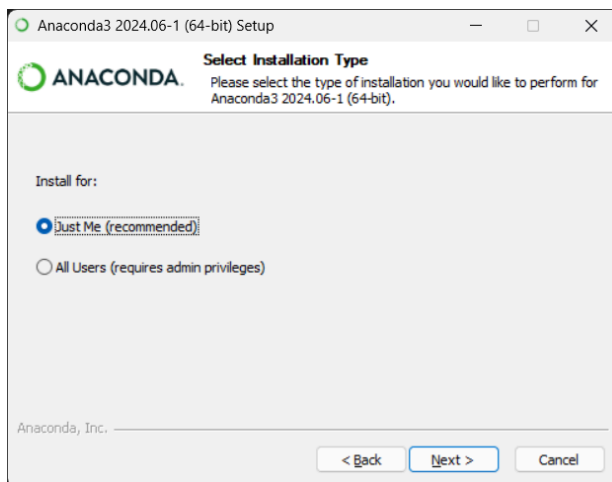 Anaconda3 2024.06-1 (64-bit) Setup
ANACONDA.
Select Installation Type
Please select the type of installation you would like to perform for
Anaconda3 2024.06-1 (64-bit).
Install for:
Just Me (recommended)
All Users (requires admin privileges)
Anaconda, Inc.
< Back
Next >
Cancel